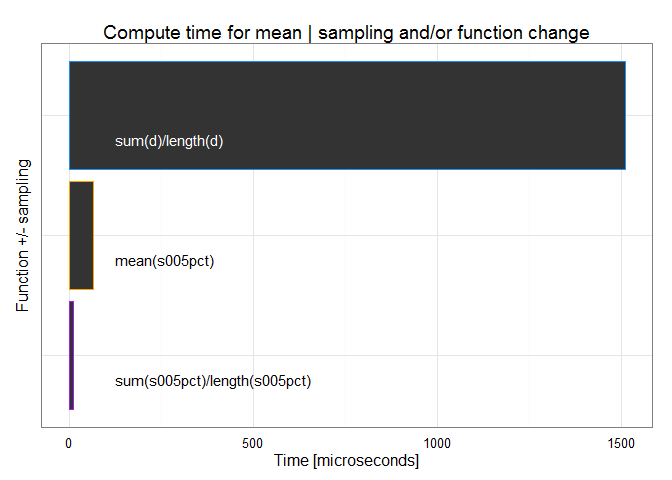 Compute time for mean | sampling and/or function change
Function +/- sampling
sum(d)/length(d)
mean(s005pct)
sum(s005pct)/length(s005pct)
0 500 1000 1500
Time [microseconds]